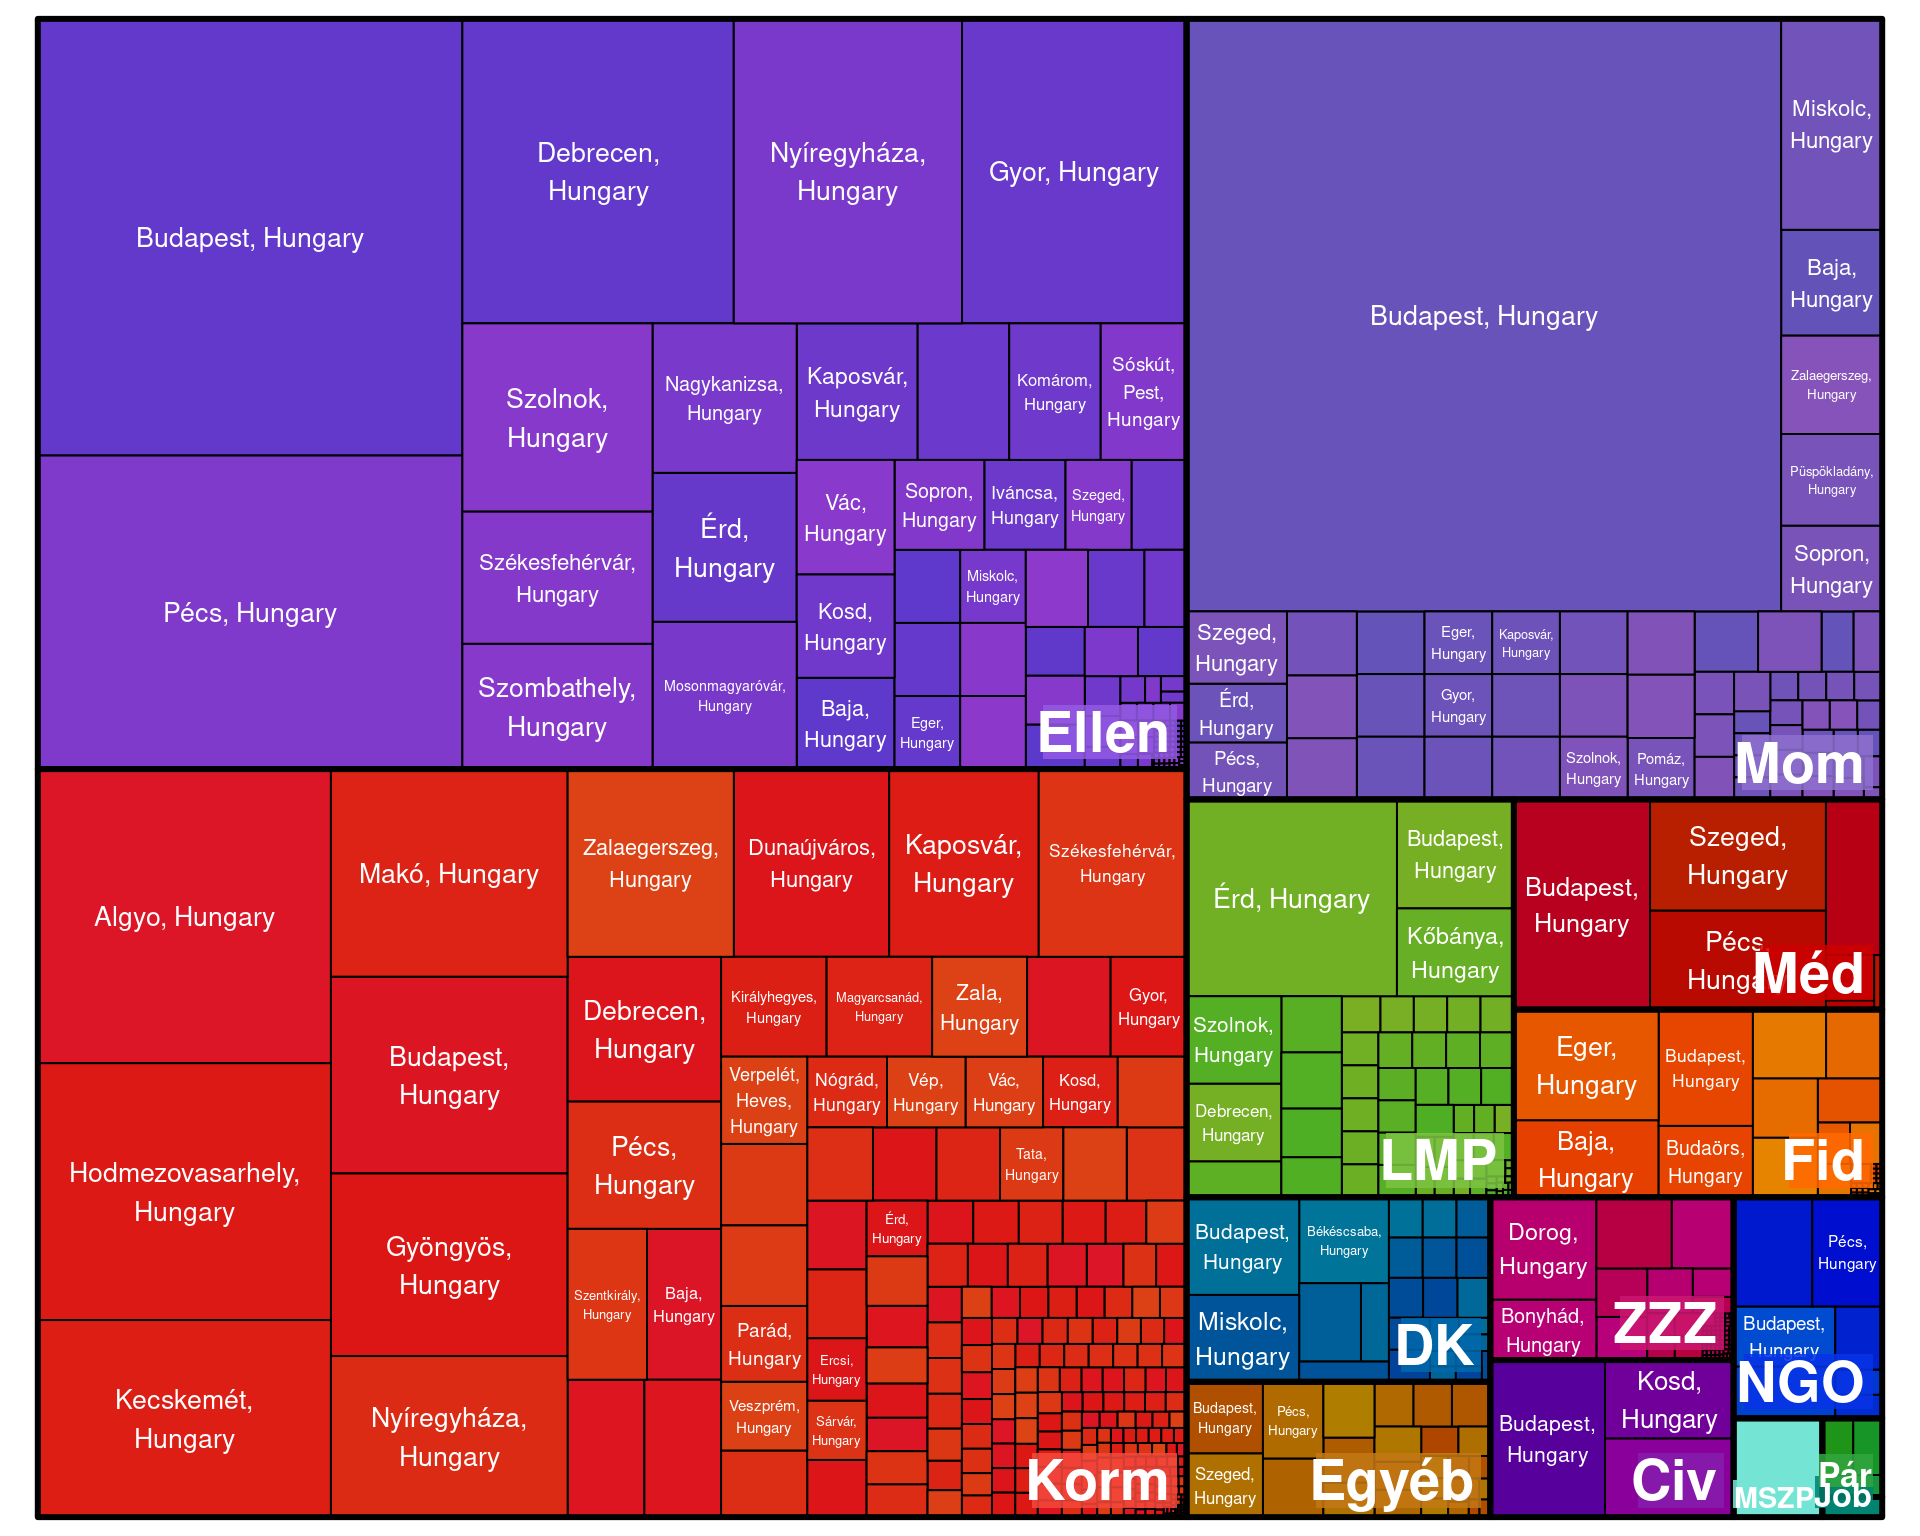 Budapest, Hungary
Debrecen,
Hungary
Nyíregyháza,
Hungary
Gyor, Hungary
Pécs, Hungary
Szolnok,
Hungary
Székesfehérvár,
Hungary
Szombathely,
Hungary
Nagykanizsa,
Hungary
Érd,
Hungary
Mosonmagyaróvár,
Hungary
Kaposvár,
Hungary
Komárom,
Hungary
Sóskút,
Pest,
Hungary
Vác,
Hungary
Sopron,
Hungary
Iváncsa,
Hungary
Szeged,
Hungary
Kosd,
Hungary
Miskolc,
Hungary
Baja,
Hungary
Eger,
Hungary
Ellen
Budapest, Hungary
Miskolc,
Hungary
Baja,
Hungary
Zalaegerszeg,
Hungary
Püspökladány,
Hungary
Sopron,
Hungary
Szeged,
Hungary
Érd,
Hungary
Pécs,
Hungary
Eger,
Hungary
Kaposvár,
Hungary
Gyor,
Hungary
Szolnok,
Hungary
Pomáz,
Hungary
Mom
Algyo, Hungary
Hodmezovasarhely,
Hungary
Kecskemét,
Hungary
Makó, Hungary
Budapest,
Hungary
Gyöngyös,
Hungary
Nyíregyháza,
Hungary
Zalaegerszeg,
Hungary
Dunaújváros,
Hungary
Kaposvár,
Hungary
Székesfehérvár,
Hungary
Debrecen,
Hungary
Pécs,
Hungary
Szentkirály,
Hungary
Baja,
Hungary
Királyhegyes,
Hungary
Magyarcsanád,
Hungary
Zala,
Hungary
Gyor,
Hungary
Verpelét,
Heves,
Hungary
Nógrád,
Hungary
Vép,
Hungary
Vác,
Hungary
Kosd,
Hungary
Tata,
Hungary
Érd,
Hungary
Parád,
Hungary
Ercsi,
Hungary
Veszprém,
Hungary
Sárvár,
Hungary
Korm
Érd, Hungary
Budapest,
Hungary
Kőbánya,
Hungary
Szolnok,
Hungary
Debrecen,
Hungary
LMP
Budapest,
Hungary
Szeged,
Hungary
Pécs,
Hungary
Méd
Eger,
Hungary
Baja,
Hungary
Budapest,
Hungary
Budaörs,
Hungary
Fid
Budapest,
Hungary
Békéscsaba,
Hungary
Miskolc,
Hungary
DK
Dorog,
Hungary
Bonyhád,
Hungary
ZZZ
Pécs,
Hungary
Budapest,
Hungary
NGO
Budapest,
Hungary
Pécs,
Hungary
Szeged,
Hungary
Egyéb
Budapest,
Hungary
Kosd,
Hungary
Civ
MSZP
Pár
Job